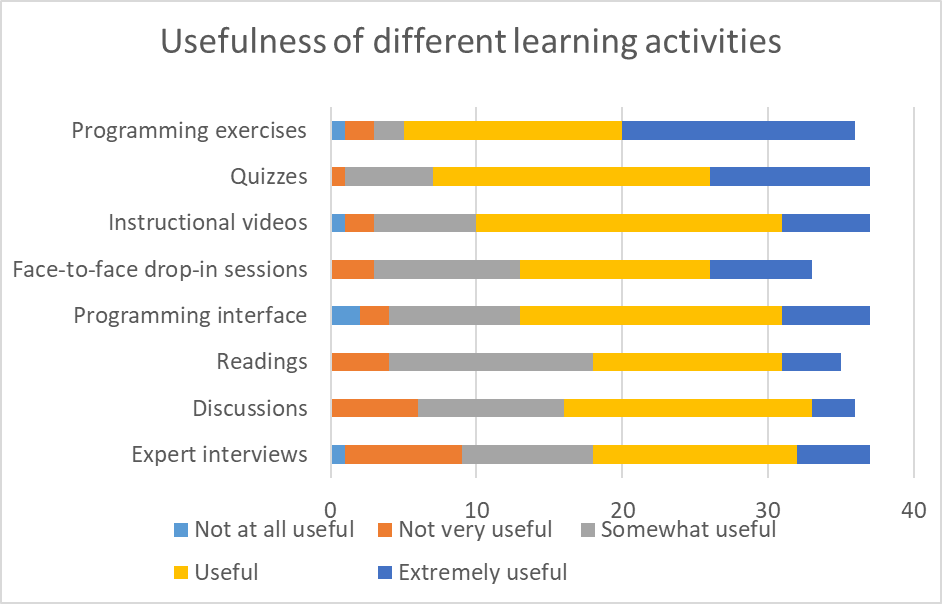 Usefulness of different learning activities
Programming exercises
Quizzes
Instructional videos
Face-to-face drop-in sessions
Programming interface
Readings
Discussions
Expert interviews
0 10 20 30 40
Not at all useful Not very useful Somewhat useful
Useful Extremely useful